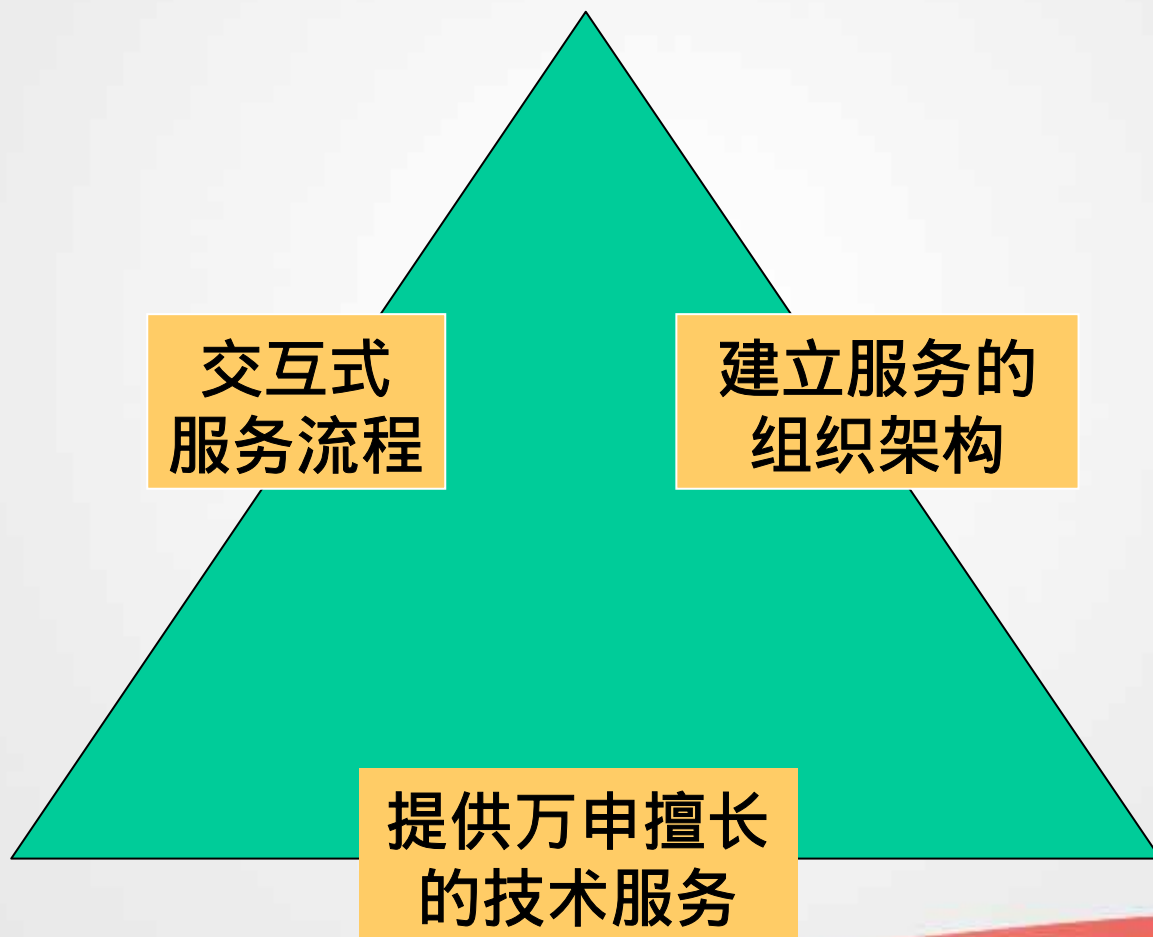 交互式
服务流程
建立服务的
组织架构
提供万申擅长
的技术服务